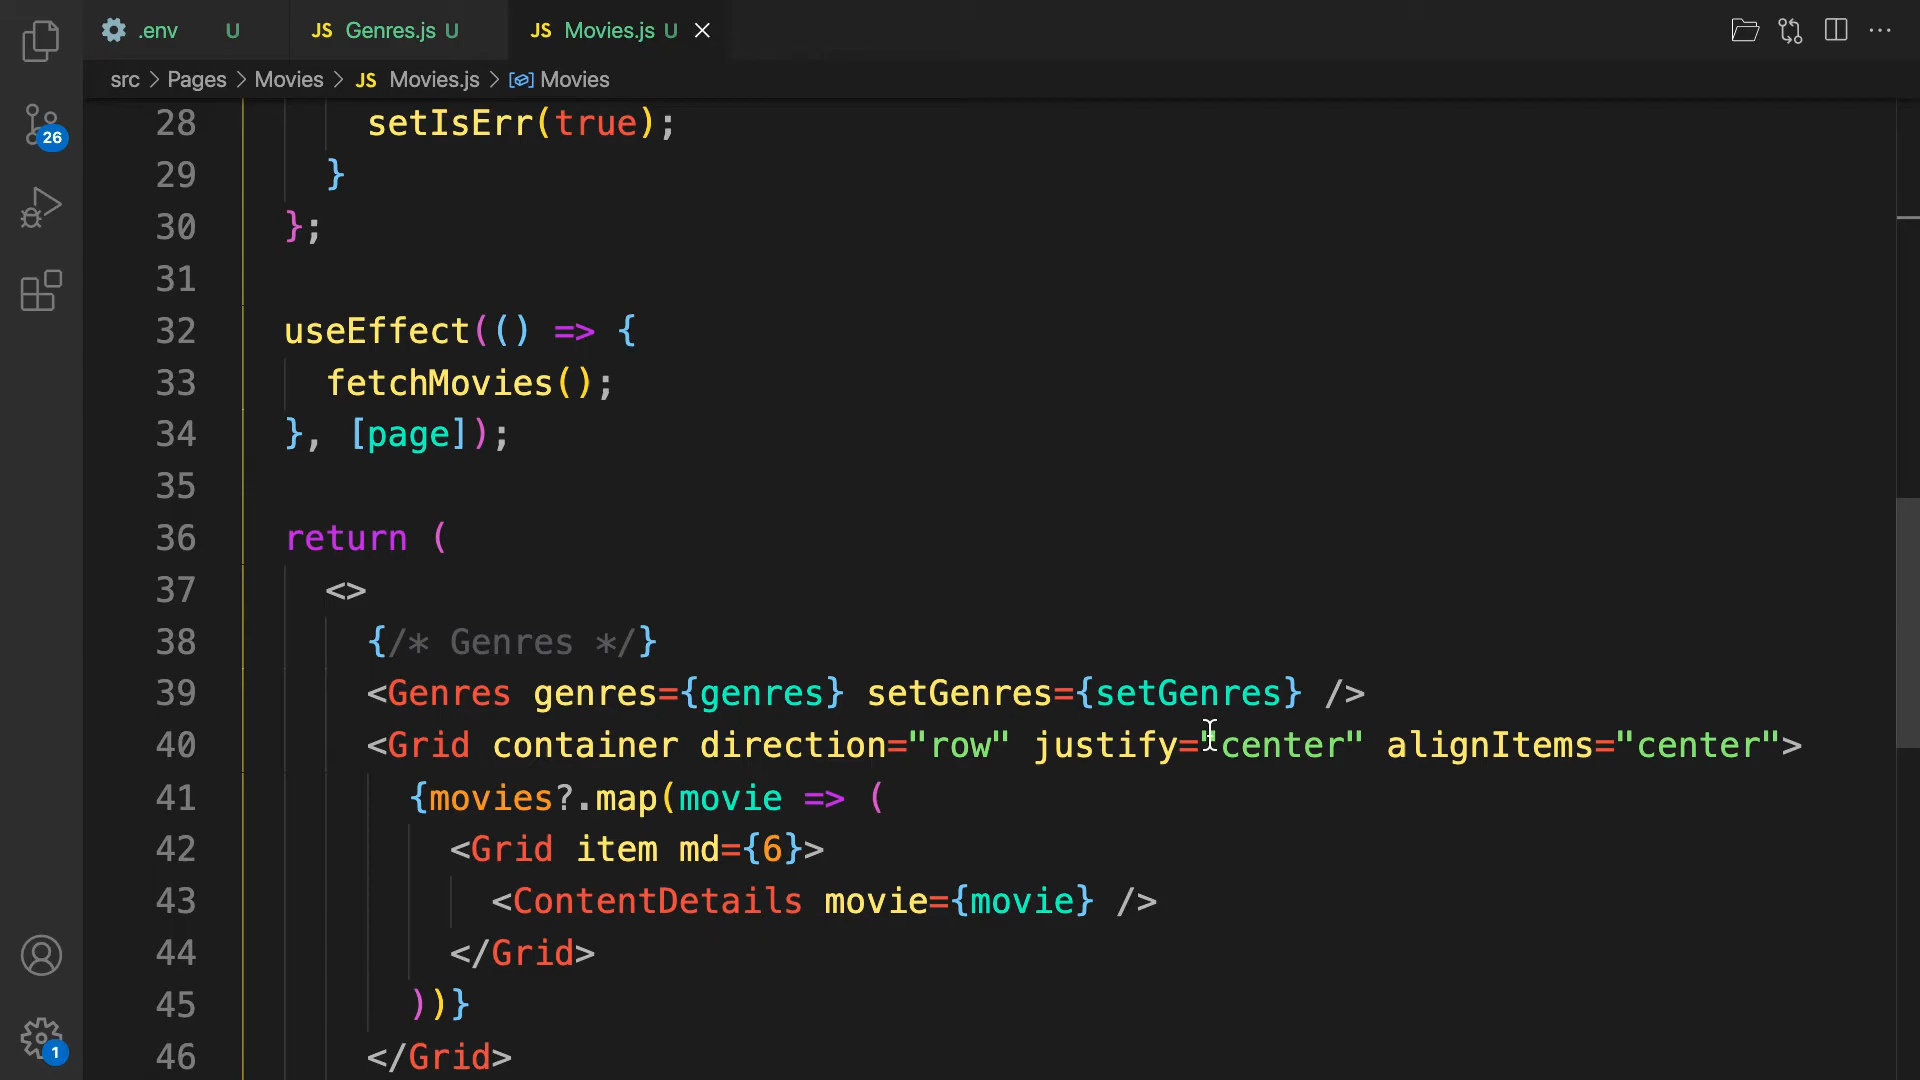 .env U JS Genres.js U JS Movies.js U
src > Pages > Movies > JS Movies.js > Movies
28 setIsErr(true);
29 }
30 };
31
32 useEffect(() => {
33 fetchMovies();
34 }, [page]);
35
36 return (
37 <>
38 {/* Genres */}
39 <Genres genres={genres} setGenres={setGenres} />
40 <Grid container direction="row" justify="center" alignItems="center">
41 {movies?.map(movie => (
42 <Grid item md={6}>
43 <ContentDetails movie={movie} />
44 </Grid>
45 ))}
46 </Grid>
26
1